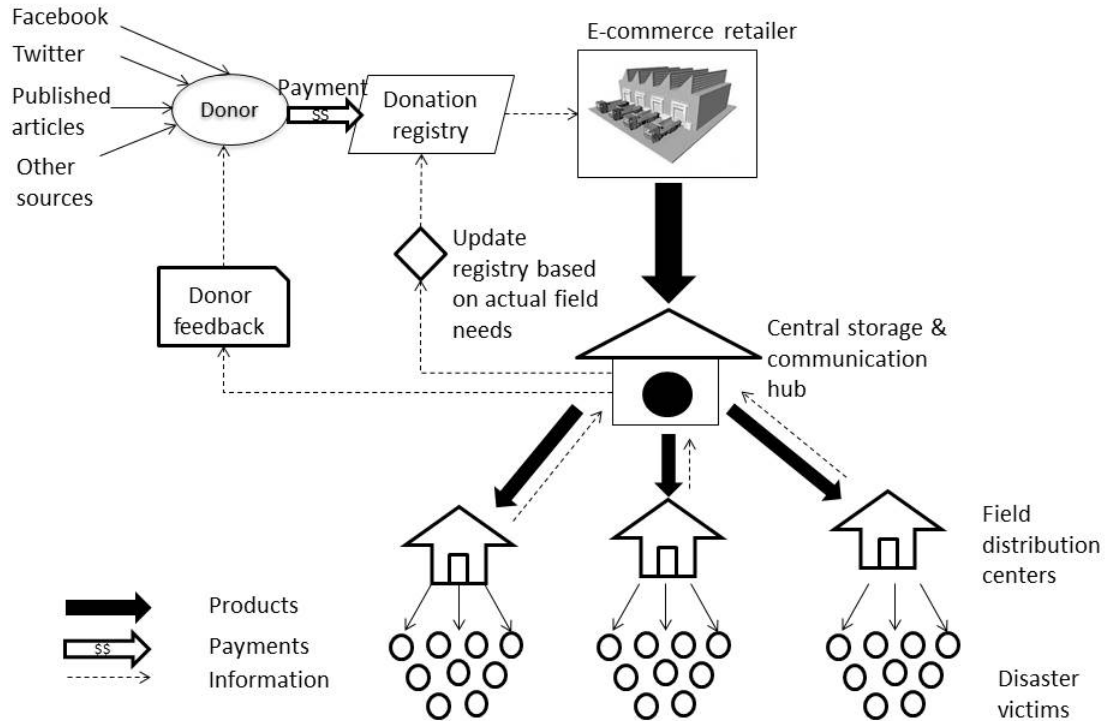 Facebook
Twitter
Published
articles
Other
sources
Donor
Payment
$$
Donation
registry
E-commerce retailer
Donor
feedback
Update
registry based
on actual field
needs
Central storage &
communication
hub
Field
distribution
centers
Products
$$
Payments
Information
Disaster
victims